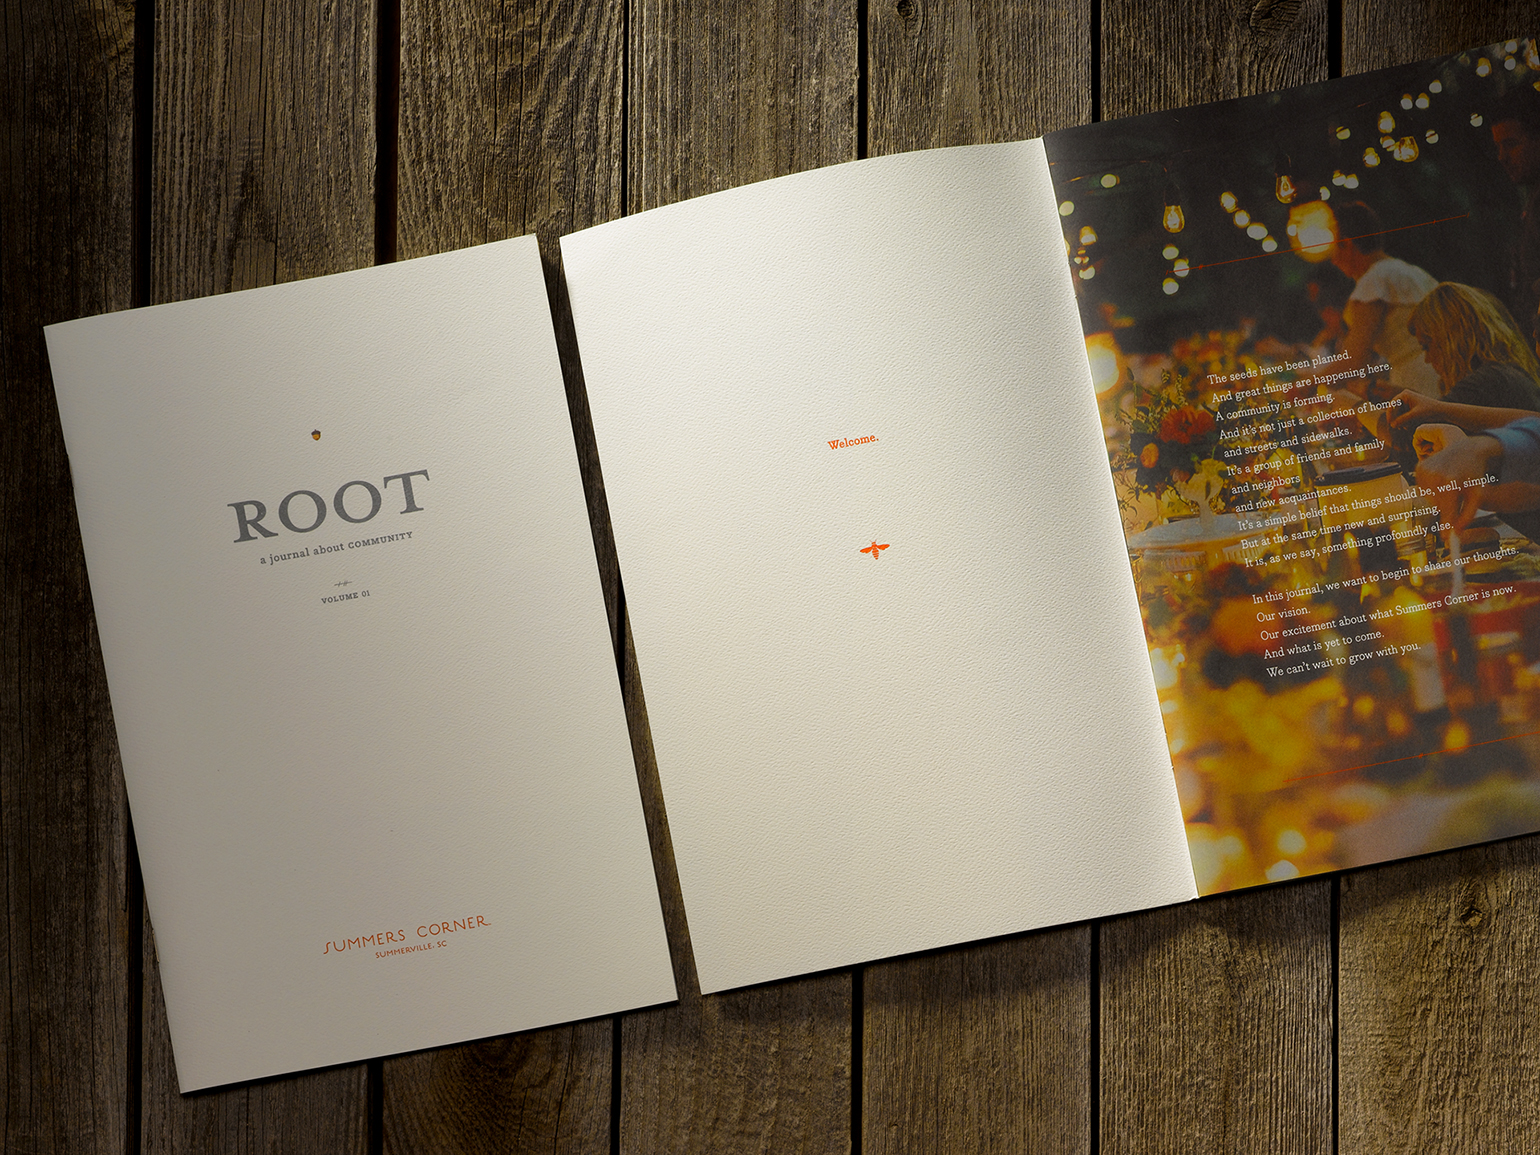 ROOT
a journal about COMMUNITY
VOLUME 01
SUMMERS CORNER
SUMMERVILLE, SC
Welcome.
The seeds have been planted.
And great things are happening here.
A community is forming.
And it's not just a collection of homes
and streets and sidewalks.
It's a group of friends and family
and neighbors
and new acquaintances.
It's a simple belief that things should be, well, simple.
But at the same time new and surprising.
It is, as we say, something profoundly else.
In this journal, we want to begin to share our thoughts.
Our vision.
Our excitement about what Summers Corner is now.
And what is yet to come.
We can't wait to grow with you.